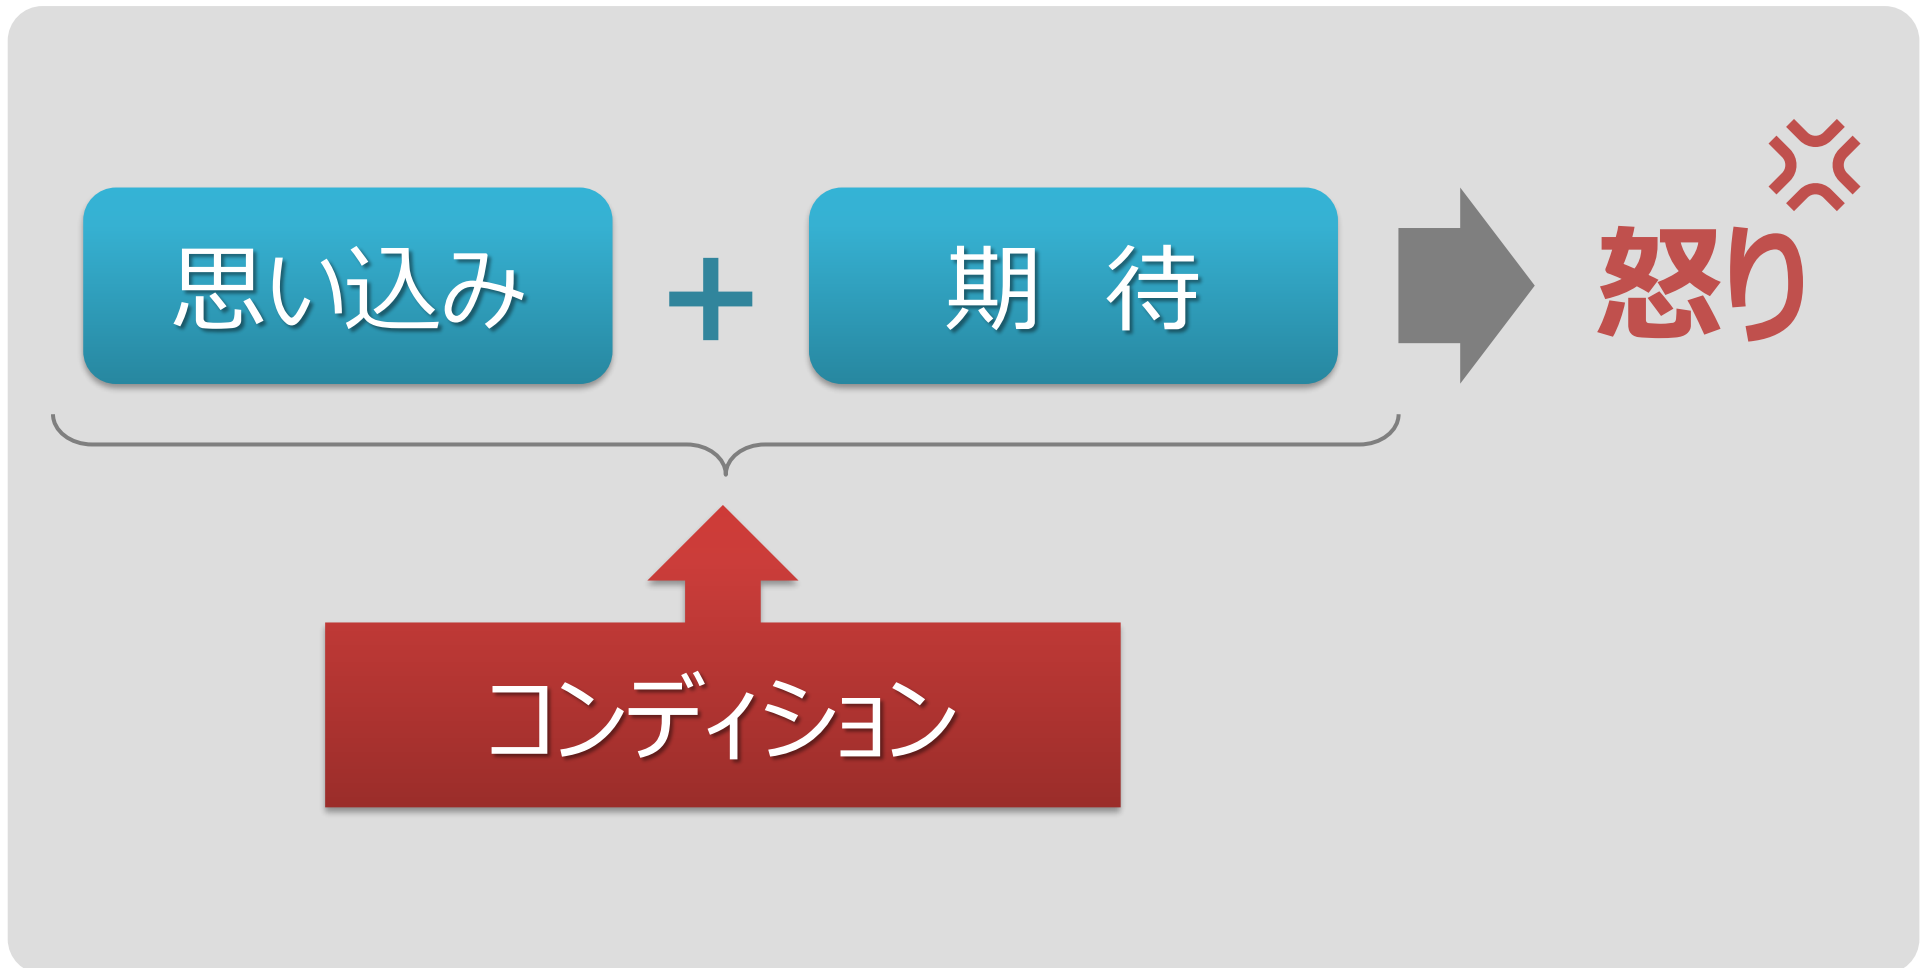 思い込み
+
期　待
怒り
コンディション